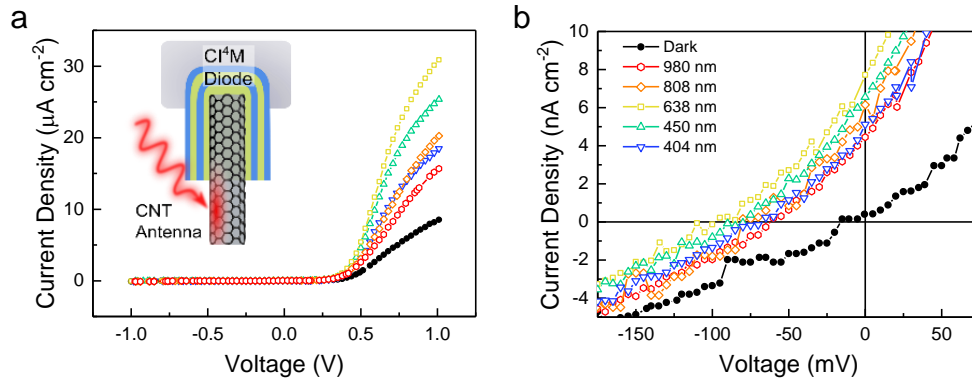 a
CI⁴M
Diode
CNT
Antenna
Current Density (µA cm⁻²)
30
20
10
0
-1.0
-0.5
0.0
0.5
1.0
Voltage (V)
b
Dark
980 nm
808 nm
638 nm
450 nm
404 nm
Current Density (nA cm⁻²)
10
8
6
4
2
0
-2
-4
-150
-100
-50
0
50
Voltage (mV)